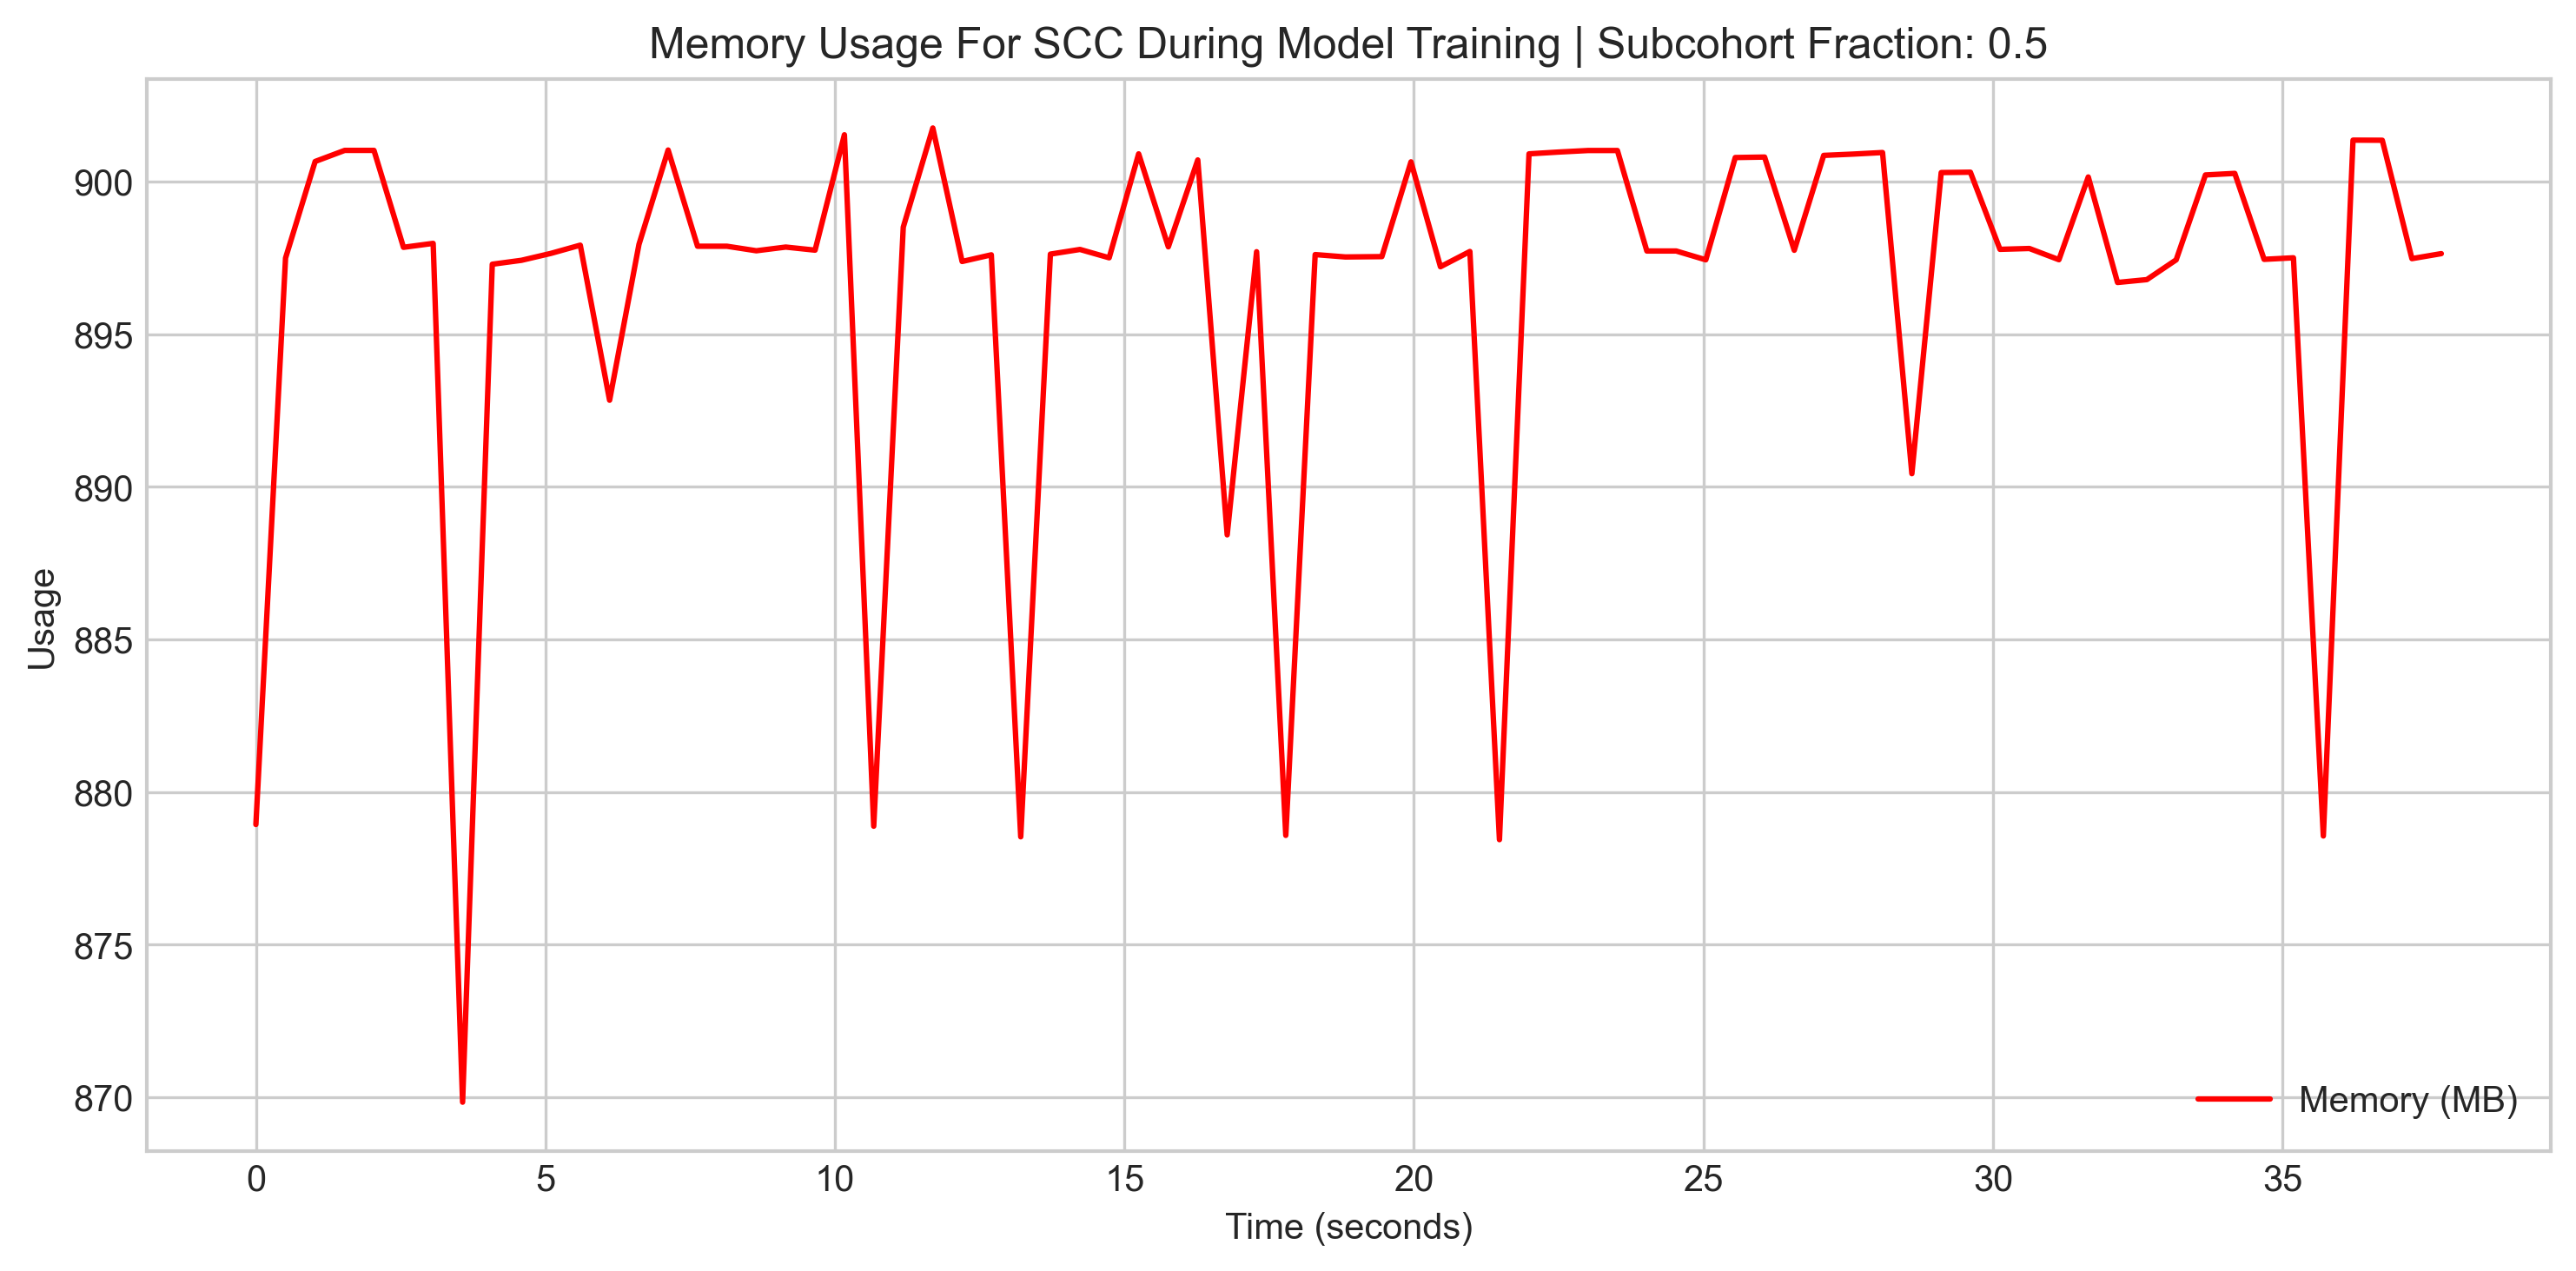 Memory Usage For SCC During Model Training | Subcohort Fraction: 0.5
900
895
890
885
880
875
870
Usage
Memory (MB)
0 5 10 15 20 25 30 35
Time (seconds)